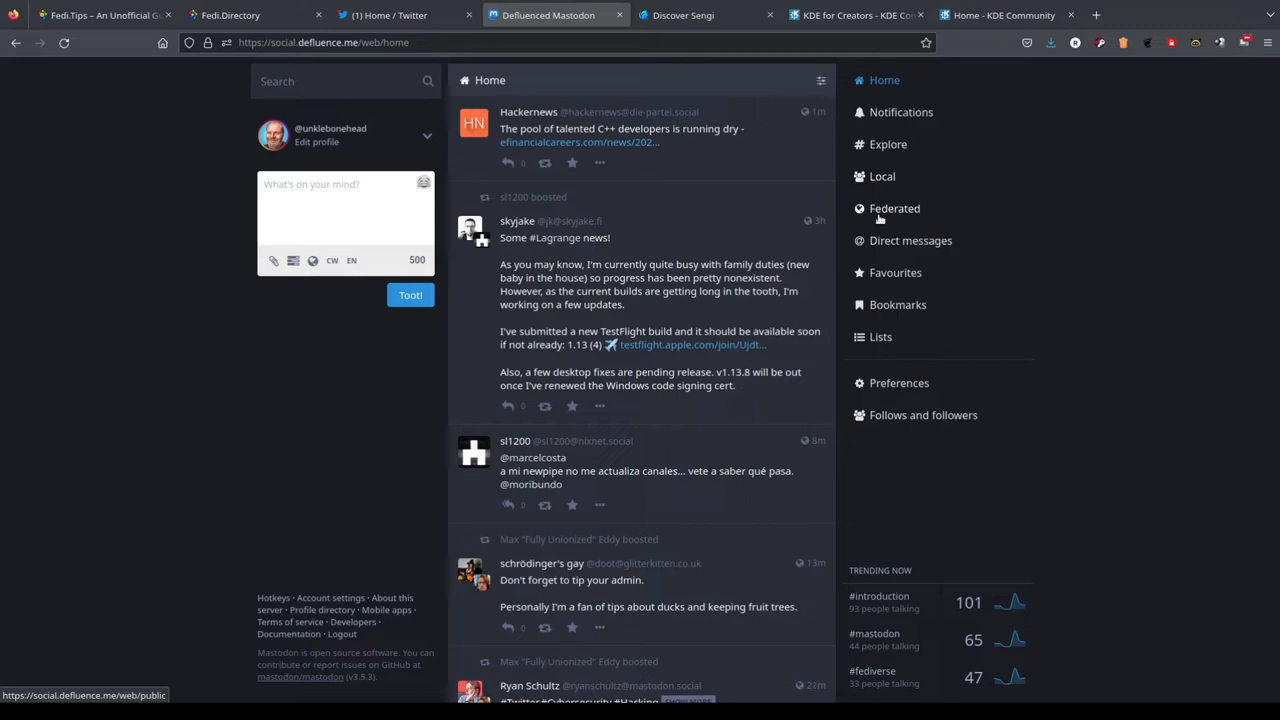 Fedi.Tips – An Unofficial Gu
Fedi.Directory
(1) Home / Twitter
Defluenced Mastodon
Discover Sengi
KDE for Creators - KDE Co
Home - KDE Community
https://social.defluence.me/web/home
Search
@unklebonehead
Edit profile
What's on your mind?
CW
EN
500
Toot!
Hotkeys · Account settings · About this
server · Profile directory · Mobile apps ·
Terms of service · Developers ·
Documentation · Logout
Mastodon is open source software. You can
contribute or report issues on GitHub at
mastodon/mastodon (v3.5.3).
https://social.defluence.me/web/public
Home
HN
Hackernews @hackernews@die-partei.social
1m
The pool of talented C++ developers is running dry -
efinancialcareers.com/news/202...
0
sl1200 boosted
skyjake @jk@skyjake.fi
3h
Some #Lagrange news!
As you may know, I'm currently quite busy with family duties (new
baby in the house) so progress has been pretty nonexistent.
However, as the current builds are getting long in the tooth, I'm
working on a few updates.
I've submitted a new TestFlight build and it should be available soon
if not already: 1.13 (4) ✈️ testflight.apple.com/join/Ujdt...
Also, a few desktop fixes are pending release. v1.13.8 will be out
once I've renewed the Windows code signing cert.
0
sl1200 @sl1200@nixnet.social
8m
@marcelcosta
a mi newpipe no me actualiza canales... vete a saber qué pasa.
@moribundo
0
Max "Fully Unionized" Eddy boosted
schrödinger's gay @doot@glitterkitten.co.uk
13m
Don't forget to tip your admin.
Personally I'm a fan of tips about ducks and keeping fruit trees.
0
Max "Fully Unionized" Eddy boosted
Ryan Schultz @ryanschultz@mastodon.social
22m
#Twitter #Cybersecurity #Hacking SHOW MORE
Home
Notifications
Explore
Local
Federated
Direct messages
Favourites
Bookmarks
Lists
Preferences
Follows and followers
TRENDING NOW
#introduction
93 people talking
101
#mastodon
44 people talking
65
#fediverse
33 people talking
47